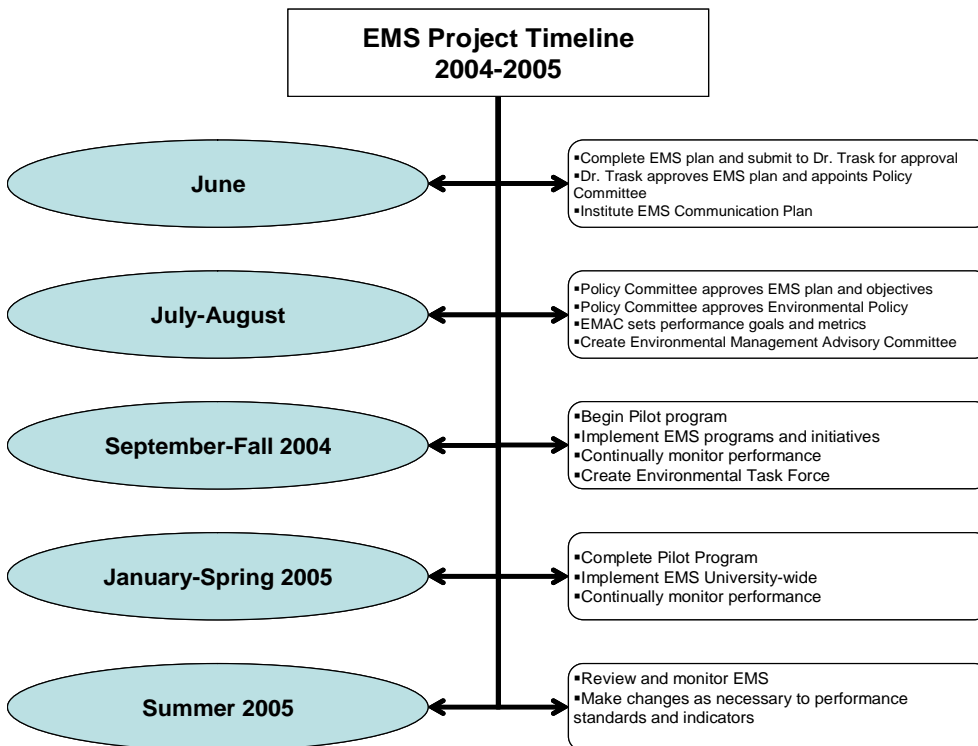 EMS Project Timeline
2004-2005
June
▪Complete EMS plan and submit to Dr. Trask for approval
▪Dr. Trask approves EMS plan and appoints Policy
Committee
▪Institute EMS Communication Plan
July-August
▪Policy Committee approves EMS plan and objectives
▪Policy Committee approves Environmental Policy
▪EMAC sets performance goals and metrics
▪Create Environmental Management Advisory Committee
September-Fall 2004
▪Begin Pilot program
▪Implement EMS programs and initiatives
▪Continually monitor performance
▪Create Environmental Task Force
January-Spring 2005
▪Complete Pilot Program
▪Implement EMS University-wide
▪Continually monitor performance
Summer 2005
▪Review and monitor EMS
▪Make changes as necessary to performance
standards and indicators